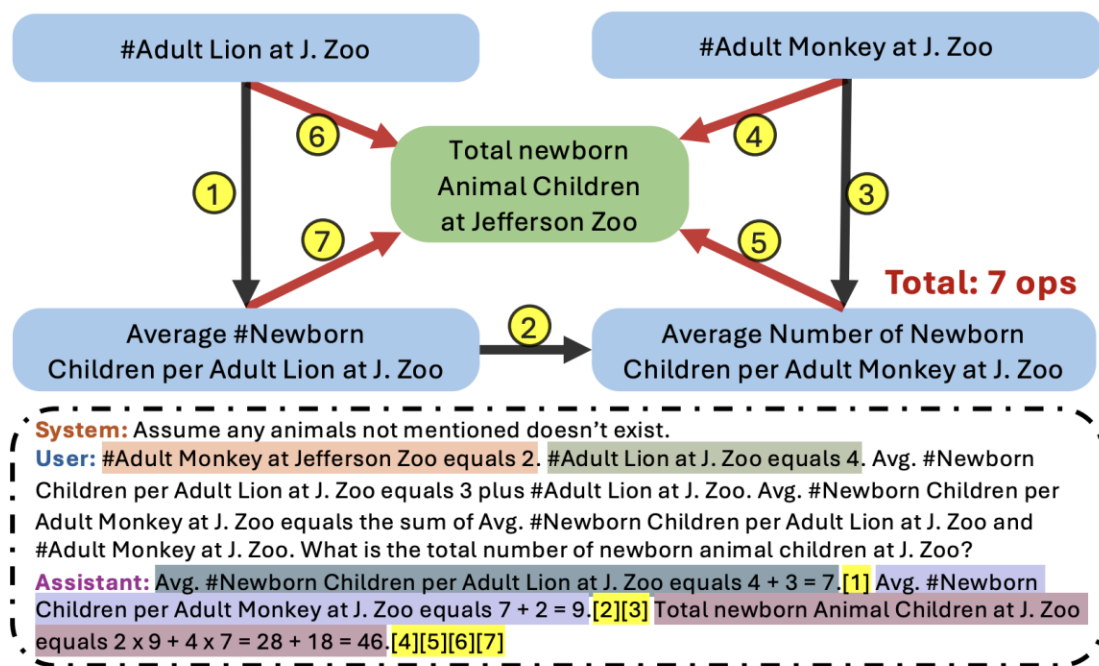 #Adult Lion at J. Zoo
#Adult Monkey at J. Zoo
6
4
Total newborn
Animal Children
at Jefferson Zoo
1
3
7
5
Total: 7 ops
Average #Newborn
Children per Adult Lion at J. Zoo
2
Average Number of Newborn
Children per Adult Monkey at J. Zoo
System: Assume any animals not mentioned doesn't exist.
User: #Adult Monkey at Jefferson Zoo equals 2. #Adult Lion at J. Zoo equals 4. Avg. #Newborn
Children per Adult Lion at J. Zoo equals 3 plus #Adult Lion at J. Zoo. Avg. #Newborn Children per
Adult Monkey at J. Zoo equals the sum of Avg. #Newborn Children per Adult Lion at J. Zoo and
#Adult Monkey at J. Zoo. What is the total number of newborn animal children at J. Zoo?
Assistant: Avg. #Newborn Children per Adult Lion at J. Zoo equals 4 + 3 = 7.[1] Avg. #Newborn
Children per Adult Monkey at J. Zoo equals 7 + 2 = 9.[2][3] Total newborn Animal Children at J. Zoo
equals 2 x 9 + 4 x 7 = 28 + 18 = 46.[4][5][6][7]